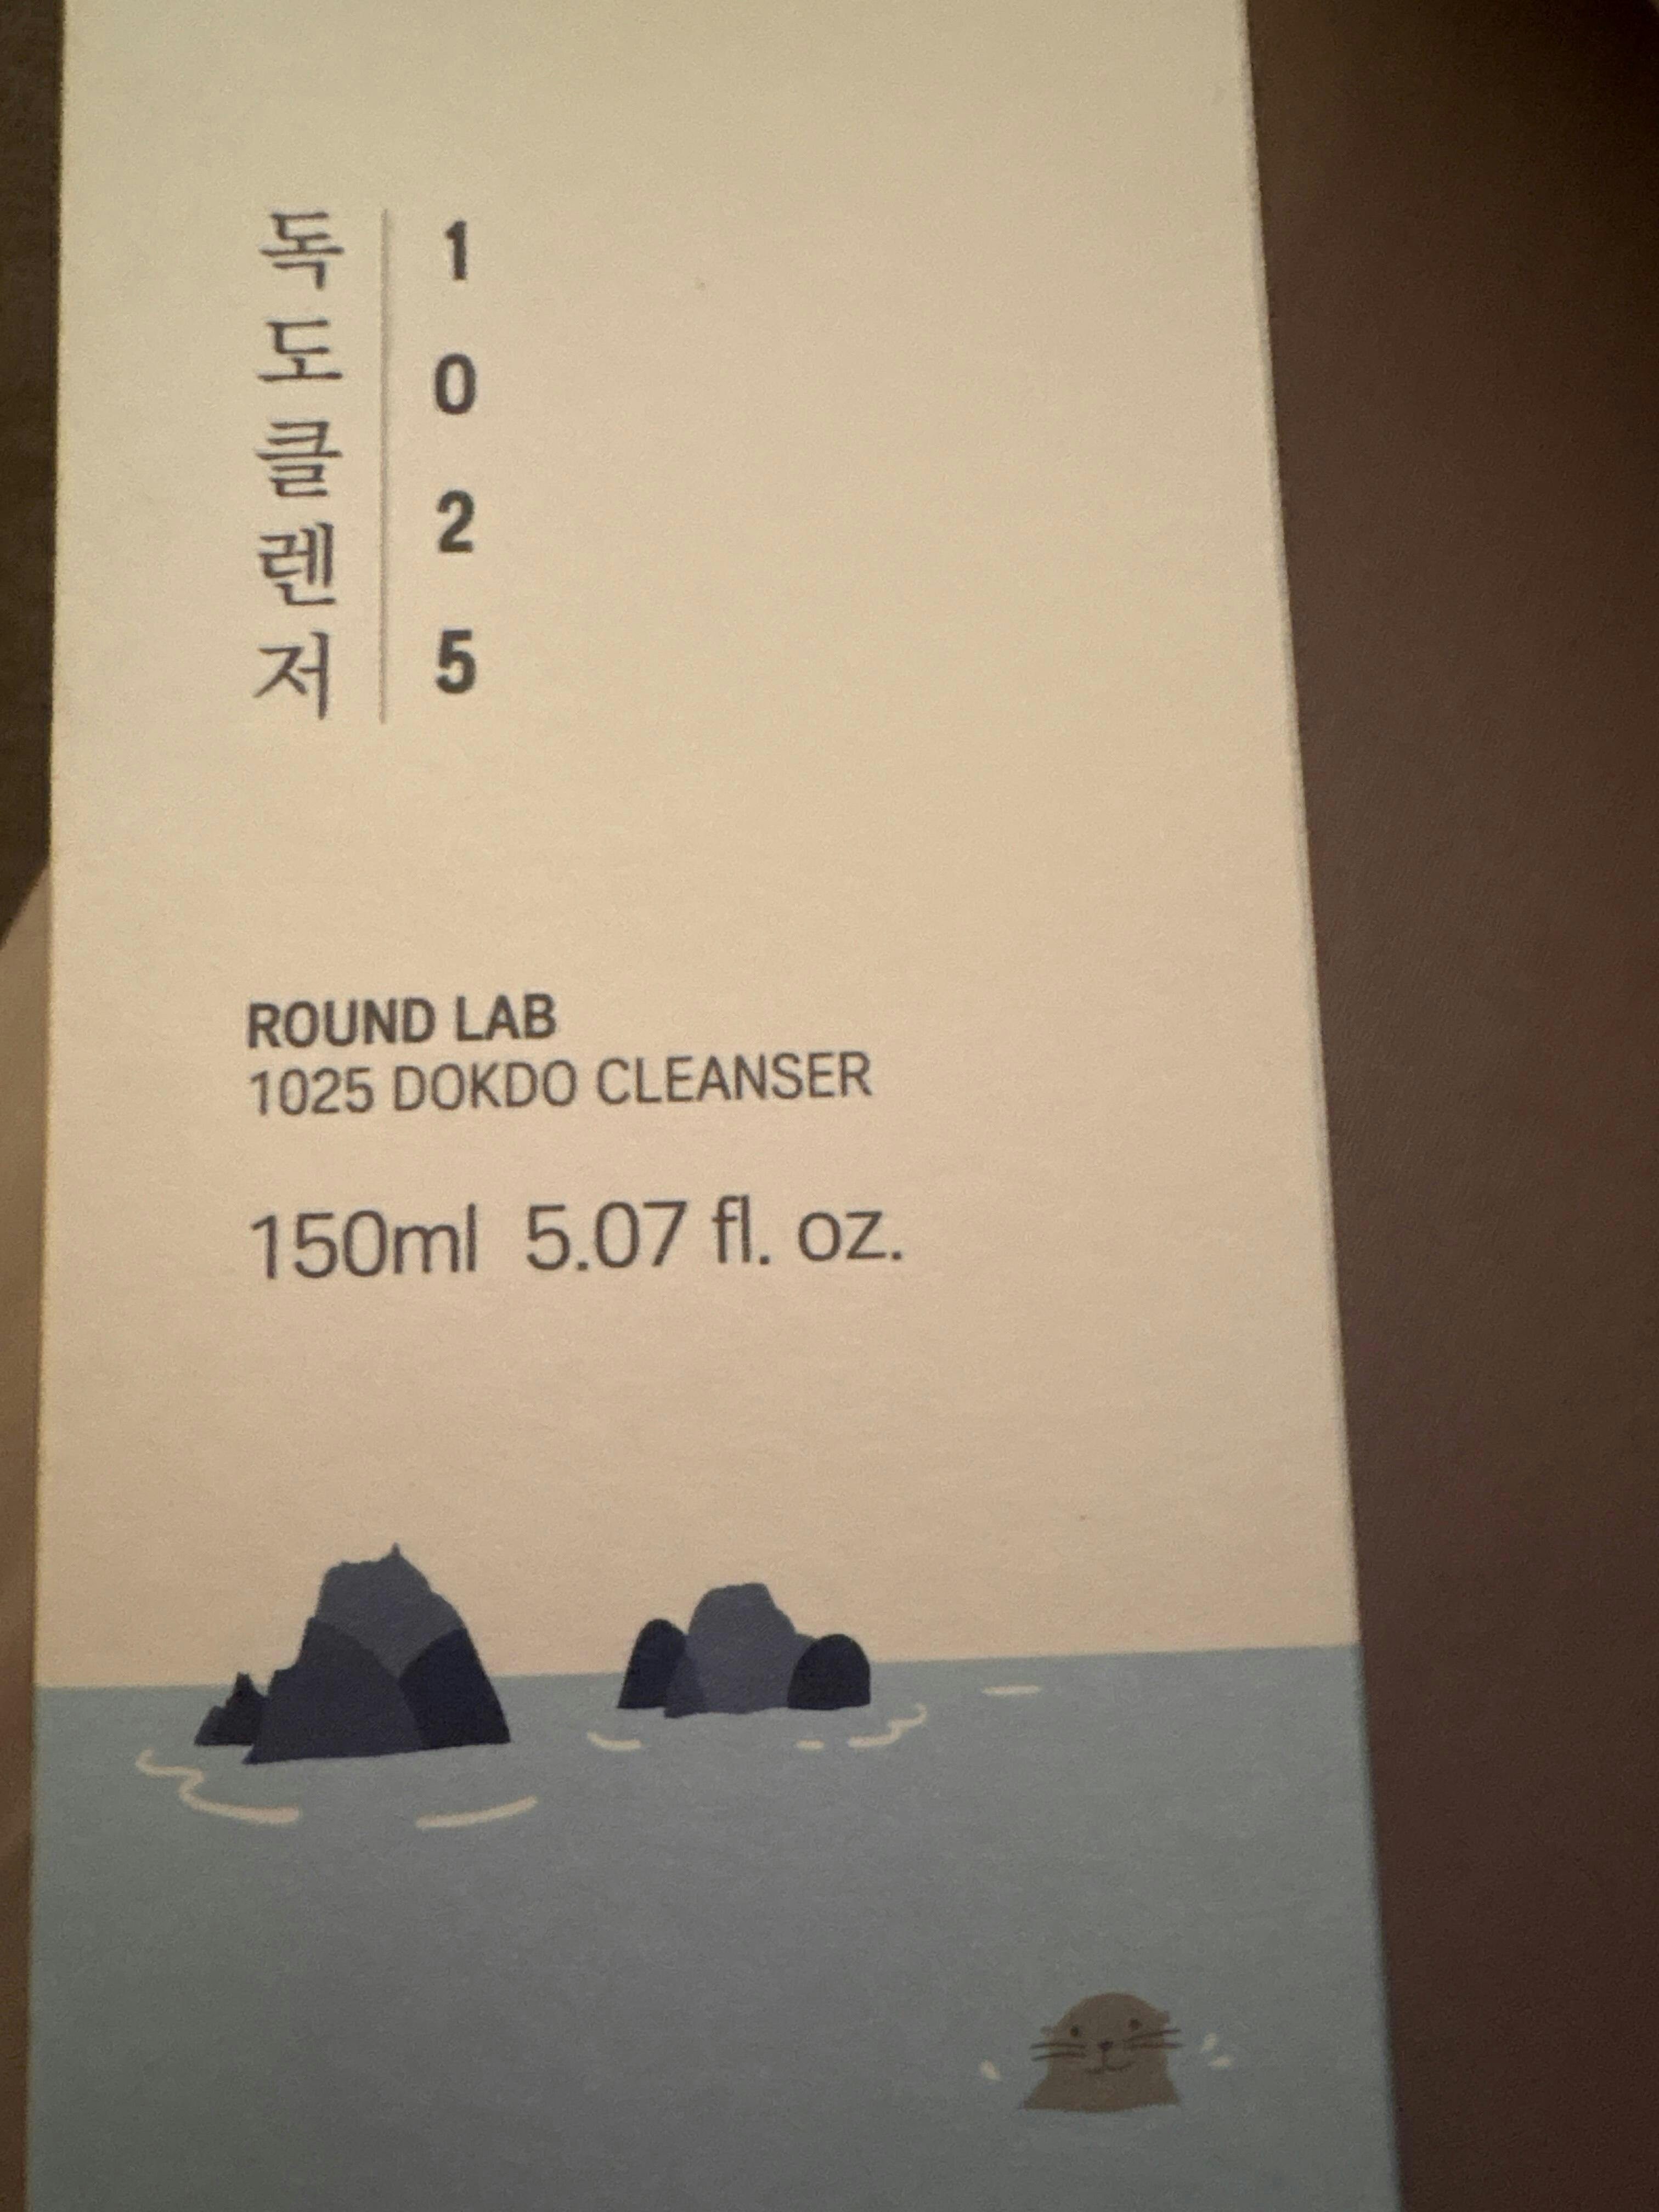 독도클렌저
1025
ROUND LAB
1025 DOKDO CLEANSER
150ml 5.07 fl. oz.